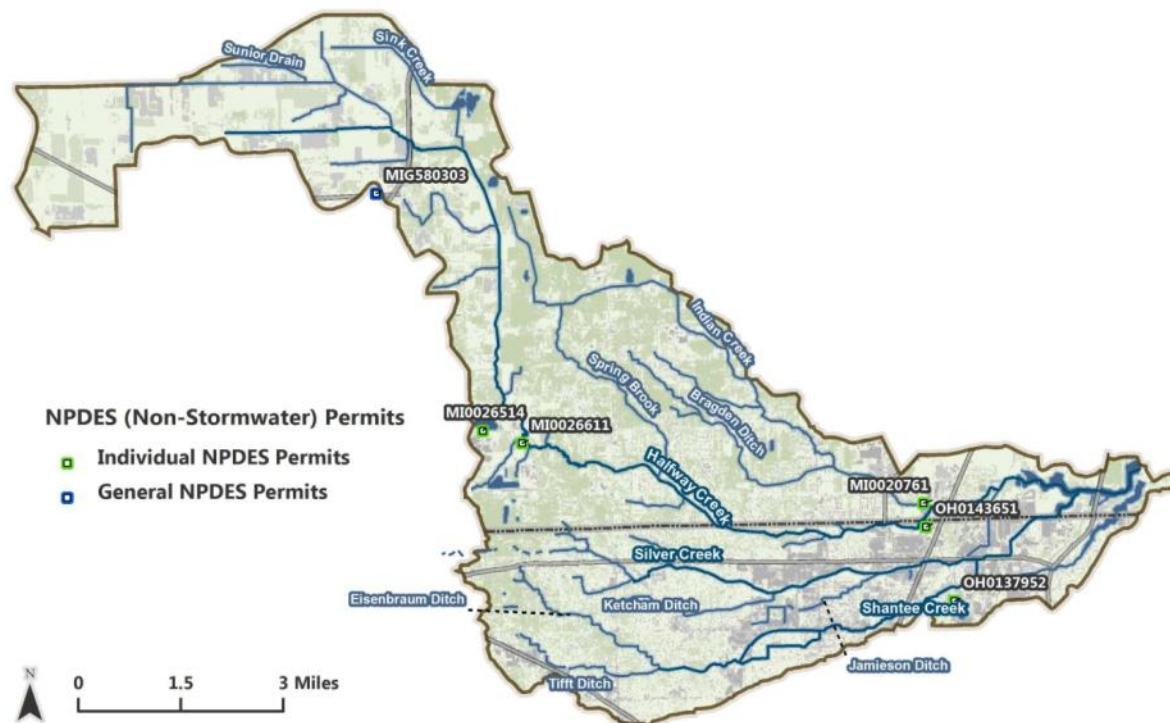 Sink Creek
Sunior Drain
MIG580303
Indian Creek
Spring Brook
Bragden Ditch
MI0026514
MI0026611
NPDES (Non-Stormwater) Permits
Individual NPDES Permits
General NPDES Permits
Halfway Creek
MI0020761
OH0143651
Silver Creek
OH0137952
Eisenbraum Ditch
Ketcham Ditch
Shantee Creek
Jamieson Ditch
Tifft Ditch
N
0 1.5 3 Miles